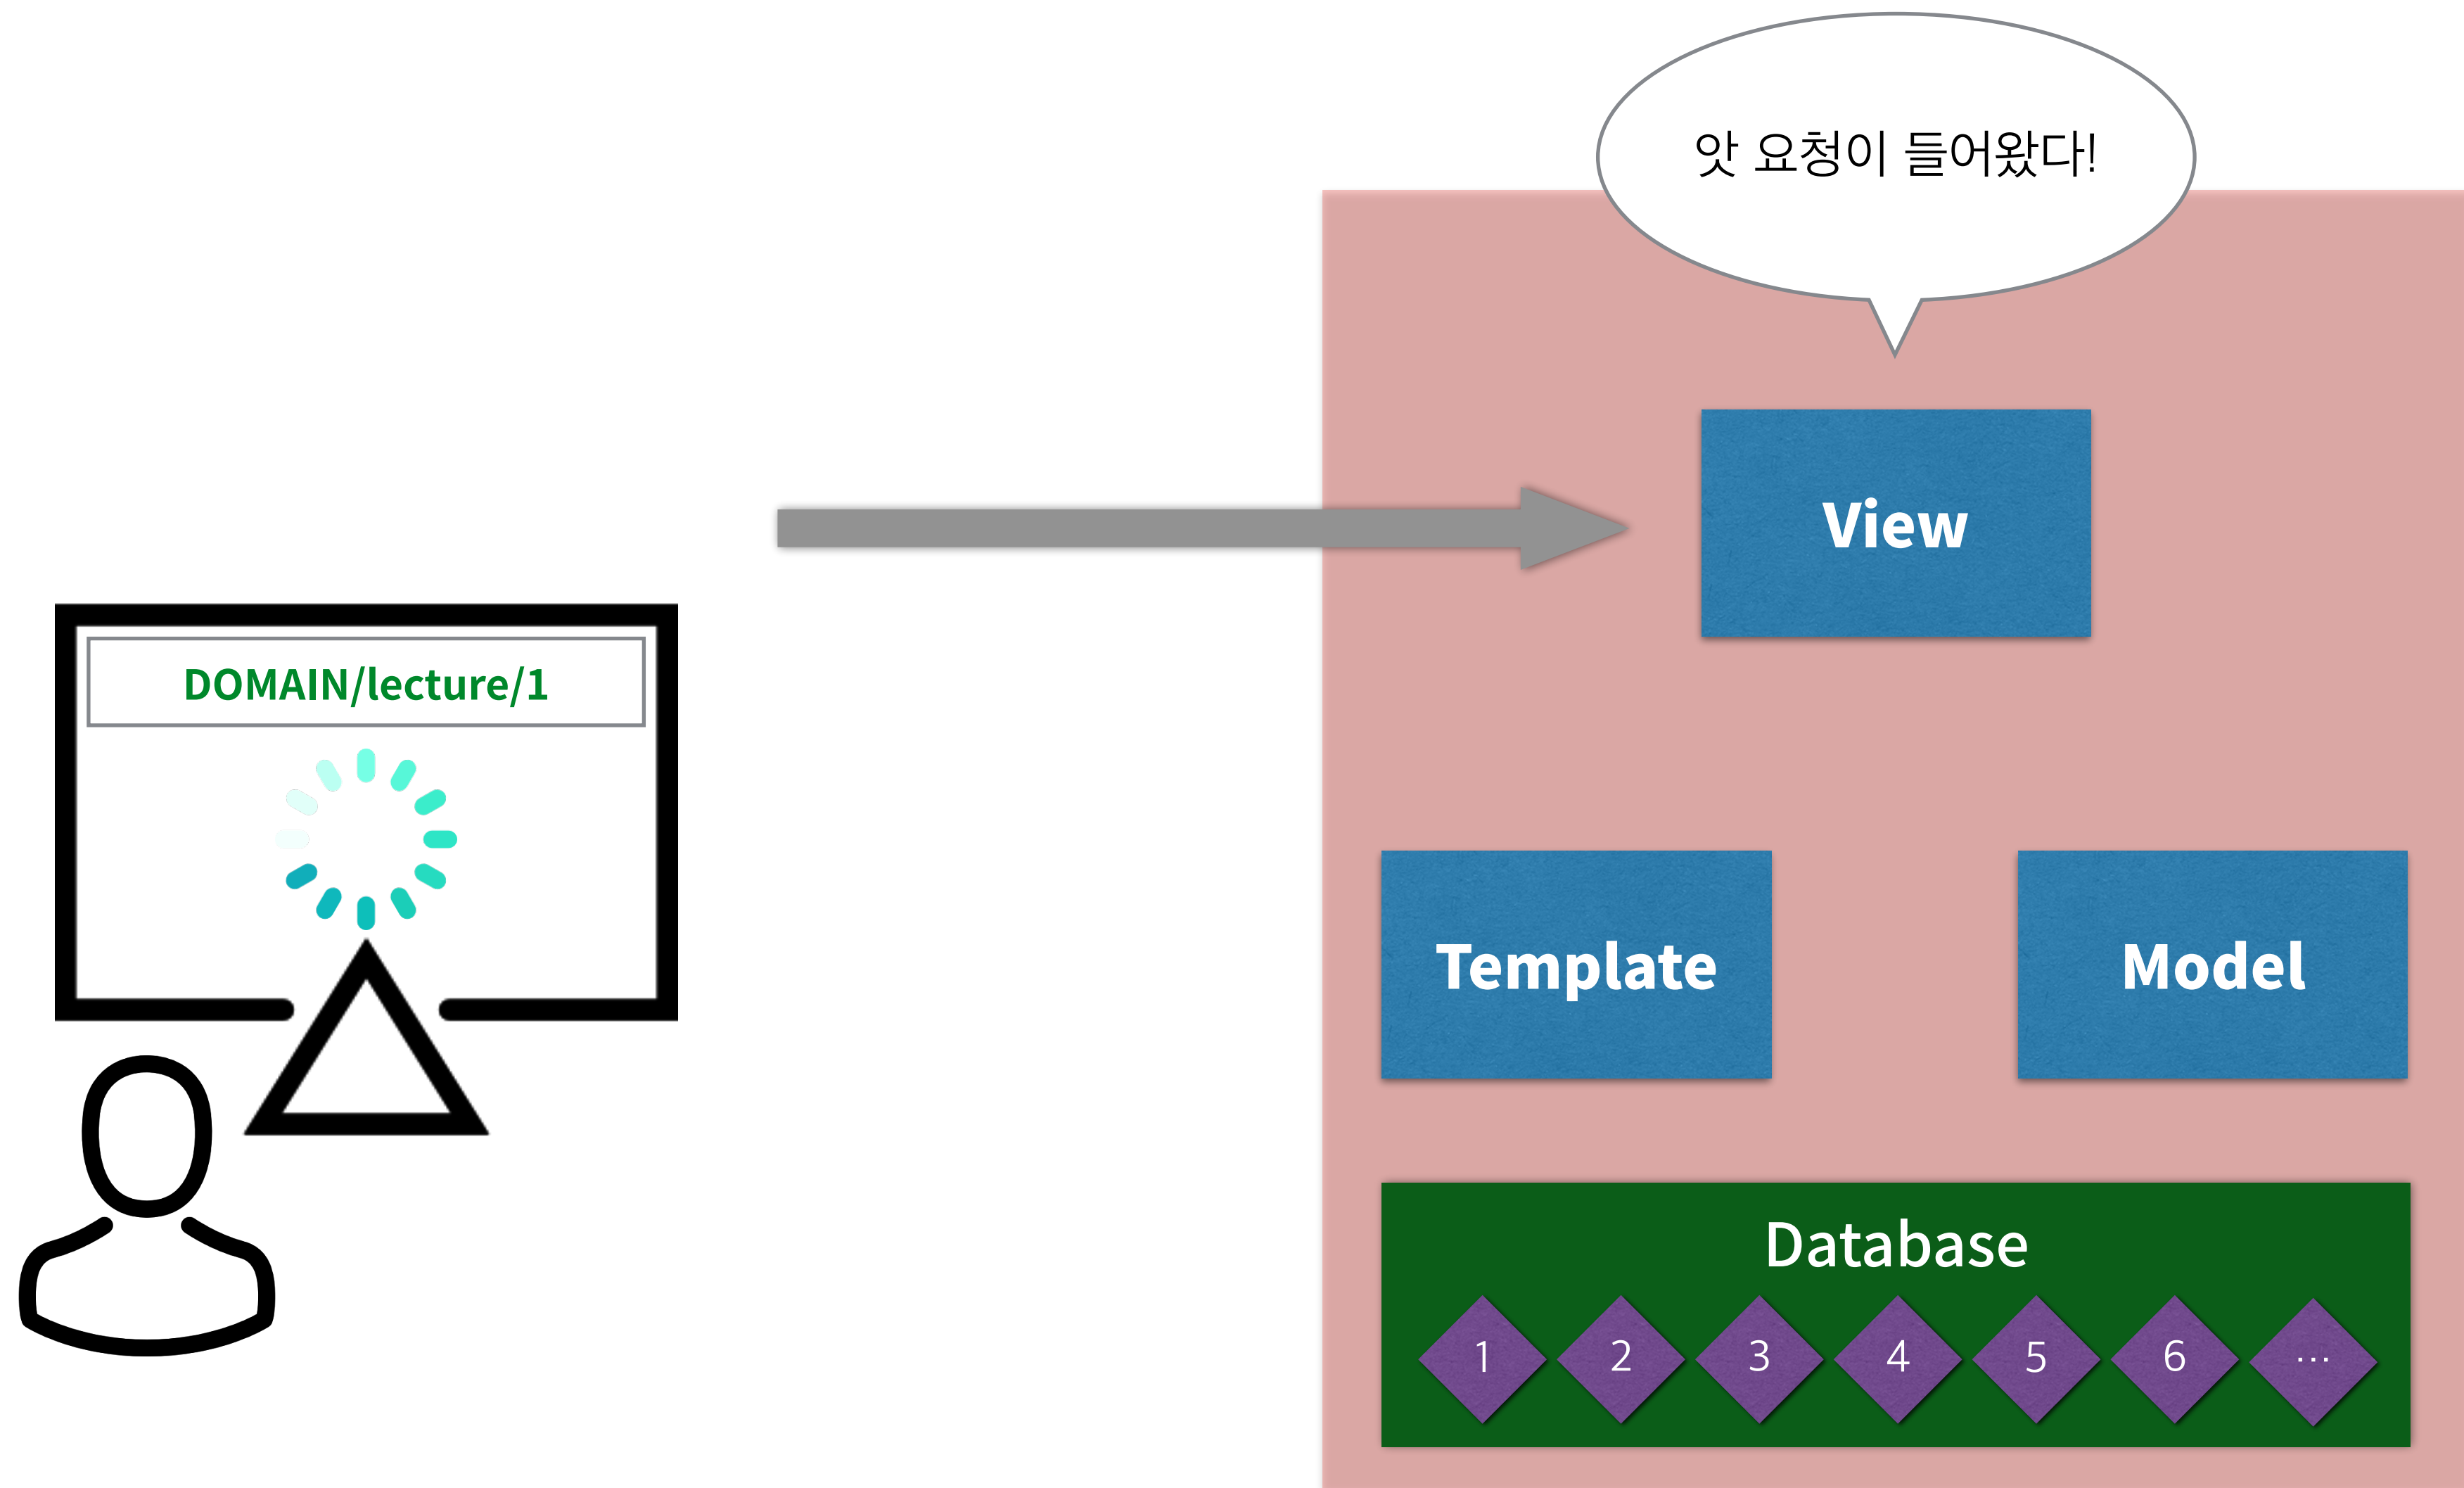 앗 요청이 들어왔다!
View
DOMAIN/lecture/1
Template
Model
Database
1 2 3 4 5 6 ...